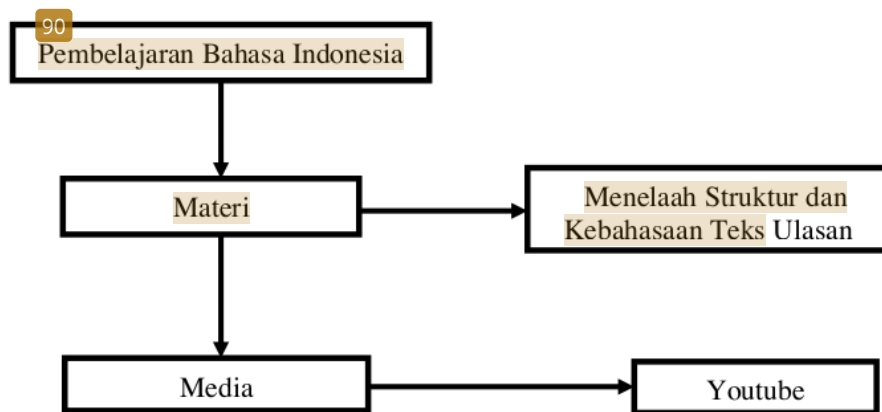 90
Pembelajaran Bahasa Indonesia
Materi
Menelaah Struktur dan
Kebahasaan Teks Ulasan
Media
Youtube